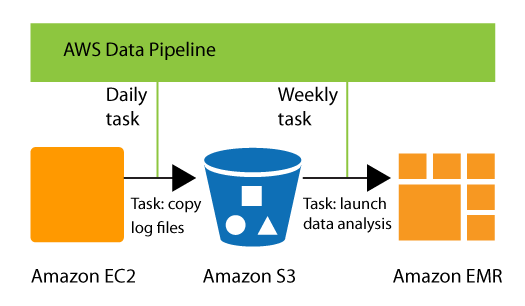 AWS Data Pipeline
Daily
task
Weekly
task
Task: copy
log files
Task: launch
data analysis
Amazon EC2
Amazon S3
Amazon EMR